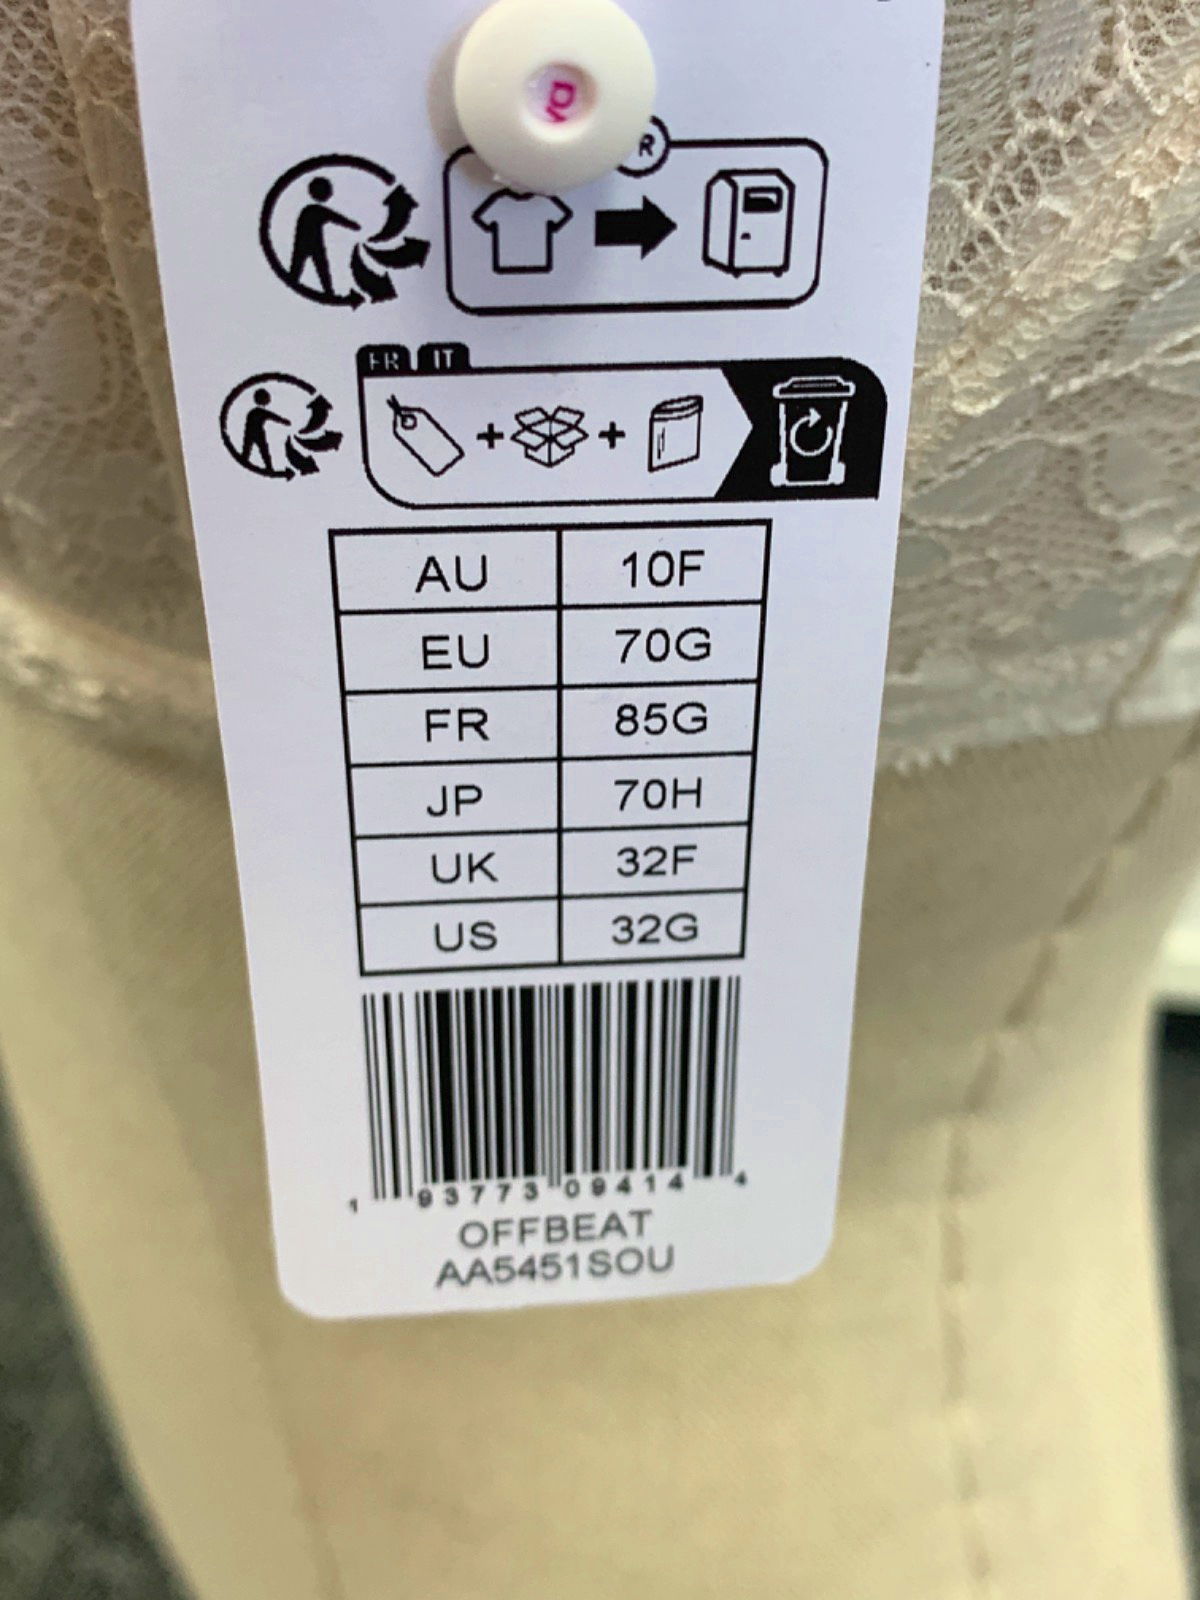 R
FR IT
AU 10F
EU 70G
FR 85G
JP 70H
UK 32F
US 32G
1 93773 09414 4
OFFBEAT
AA5451SOU